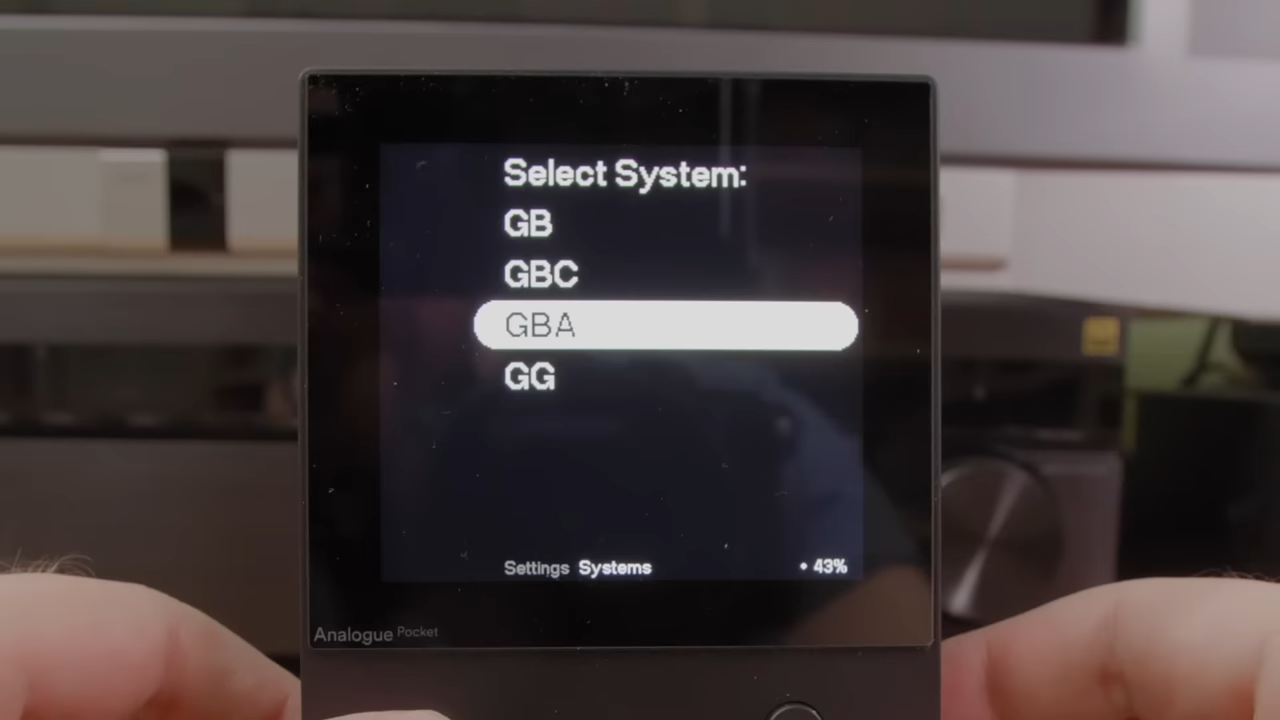 Select System:
GB
GBC
GBA
GG
Settings Systems • 43%
Analogue Pocket